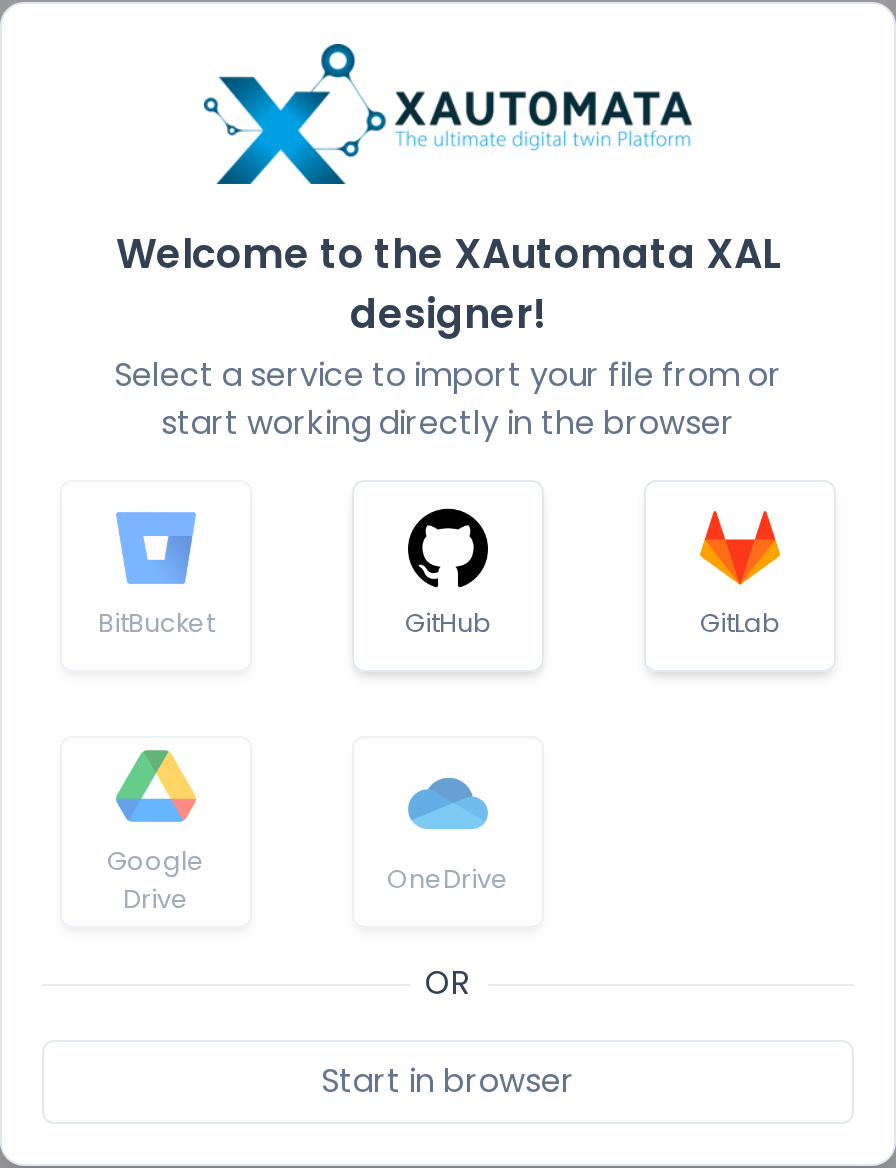 XAUTOMATA
The ultimate digital twin Platform
Welcome to the XAutomata XAL
designer!
Select a service to import your file from or
start working directly in the browser
BitBucket
GitHub
GitLab
Google
Drive
OneDrive
OR
Start in browser